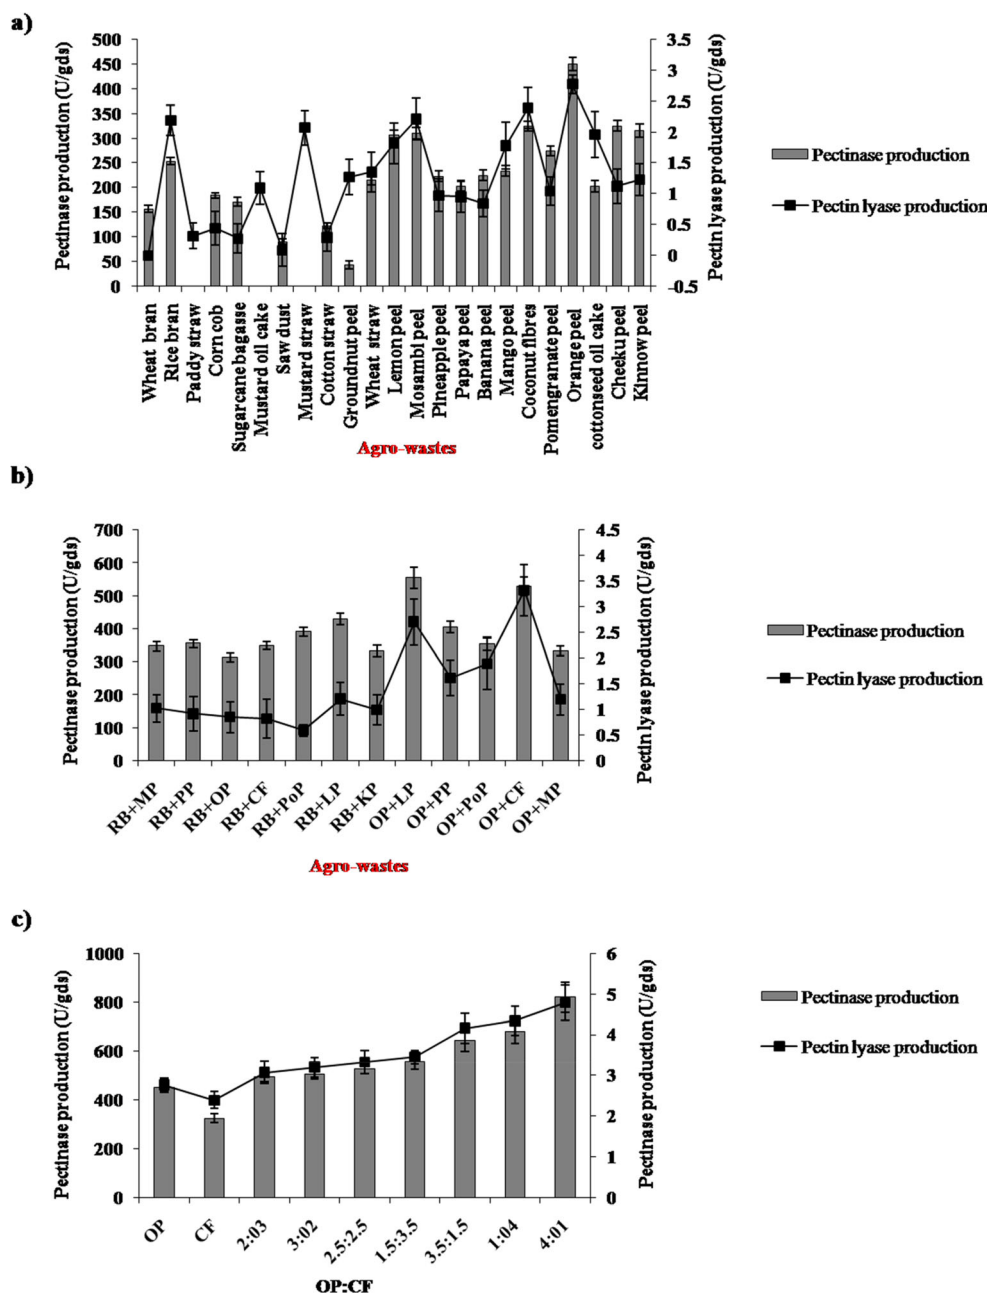 a)
Pectinase production (U/gds)
500
450
400
350
300
250
200
150
100
50
0
3.5
3
2.5
2
1.5
1
0.5
0
-0.5
Pectin lyase production (U/gds)
Pectinase production
Pectin lyase production
Wheat bran
Rice bran
Paddy straw
Corn cob
Sugarcane bagasse
Mustard oil cake
Saw dust
Mustard straw
Cotton straw
Groundnut peel
Wheat straw
Lemon peel
Mosambi peel
Pineapple peel
Papaya peel
Banana peel
Mango peel
Coconut fibres
Pomengranate peel
Orange peel
cottonseed oil cake
Cheeku peel
Kinnow peel
Agro-wastes
b)
Pectinase production (U/gds)
700
600
500
400
300
200
100
0
4.5
4
3.5
3
2.5
2
1.5
1
0.5
0
Pectin lyase production (U/gds)
Pectinase production
Pectin lyase production
RB+MP
RB+PP
RB+OP
RB+CF
RB+PoP
RB+LP
RB+KP
OP+LP
OP+PP
OP+PoP
OP+CF
OP+MP
Agro-wastes
c)
Pectinase production (U/gds)
1000
800
600
400
200
0
6
5
4
3
2
1
0
Pectinase production (U/gds)
Pectinase production
Pectin lyase production
OP
CF
2:03
3:02
2.5:2.5
1.5:3.5
3.5:1.5
1:04
4:01
OP:CF